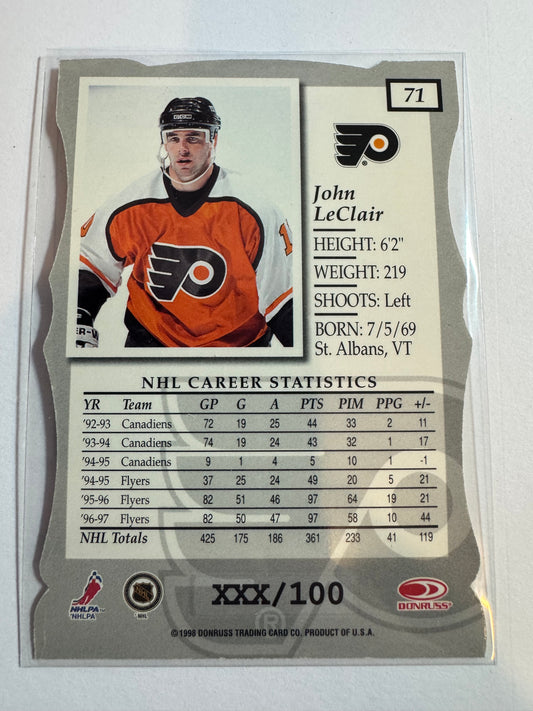 71
John
LeClair
HEIGHT: 6'2"
WEIGHT: 219
SHOOTS: Left
BORN: 7/5/69
St. Albans, VT
NHL CAREER STATISTICS
YR Team GP G A PTS PIM PPG +/-
'92-93 Canadiens 72 19 25 44 33 2 11
'93-94 Canadiens 74 19 24 43 32 1 17
'94-95 Canadiens 9 1 4 5 10 1 -1
'94-95 Flyers 37 25 24 49 20 5 21
'95-96 Flyers 82 51 46 97 64 19 21
'96-97 Flyers 82 50 47 97 58 10 44
NHL Totals 425 175 186 361 233 41 119
NHLPA™
"NHLPA"
NHL
XXX/100
DONRUSS
© 1998 DONRUSS TRADING CARD CO. PRODUCT OF U.S.A.